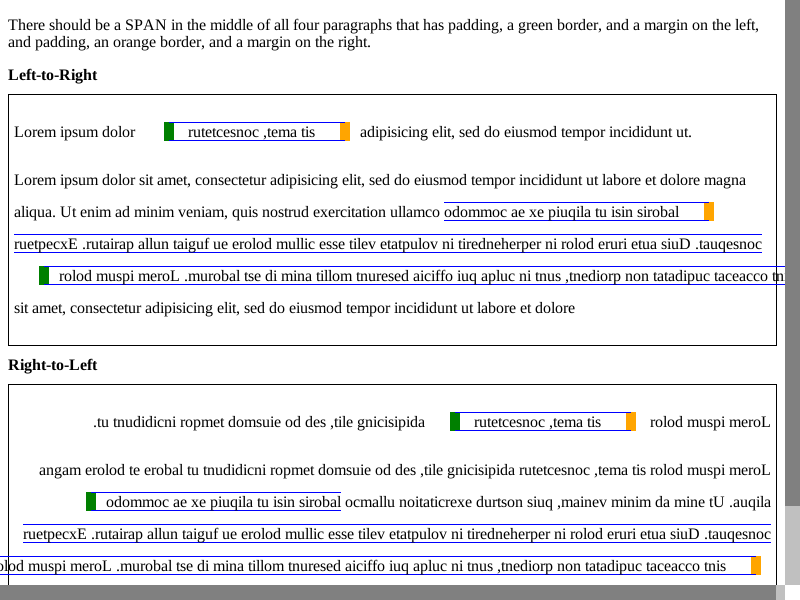 There should be a SPAN in the middle of all four paragraphs that has padding, a green border, and a margin on the left,
and padding, an orange border, and a margin on the right.
Left-to-Right
Lorem ipsum dolor rutetcesnoc ,tema tis adipisicing elit, sed do eiusmod tempor incididunt ut.
Lorem ipsum dolor sit amet, consectetur adipisicing elit, sed do eiusmod tempor incididunt ut labore et dolore magna
aliqua. Ut enim ad minim veniam, quis nostrud exercitation ullamco odommoc ae xe piuqila tu isin sirobal
ruetpecxE .rutairap allun taiguf ue erolod mullic esse tilev etatpulov ni tiredneherper ni rolod eruri etua siuD .tauqesnoc
rolod muspi meroL .murobal tse di mina tillom tnuresed aiciffo iuq apluc ni tnus ,tnediorp non tatadipuc taceacco tn
sit amet, consectetur adipisicing elit, sed do eiusmod tempor incididunt ut labore et dolore
Right-to-Left
.tu tnudidicni ropmet domsuie od des ,tile gnicisipida rutetcesnoc ,tema tis rolod muspi meroL
angam erolod te erobal tu tnudidicni ropmet domsuie od des ,tile gnicisipida rutetcesnoc ,tema tis rolod muspi meroL
odommoc ae xe piuqila tu isin sirobal ocmallu noitaticrexe durtson siuq ,mainev minim da mine tU .auqila
ruetpecxE .rutairap allun taiguf ue erolod mullic esse tilev etatpulov ni tiredneherper ni rolod eruri etua siuD .tauqesnoc
olod muspi meroL .murobal tse di mina tillom tnuresed aiciffo iuq apluc ni tnus ,tnediorp non tatadipuc taceacco tnis